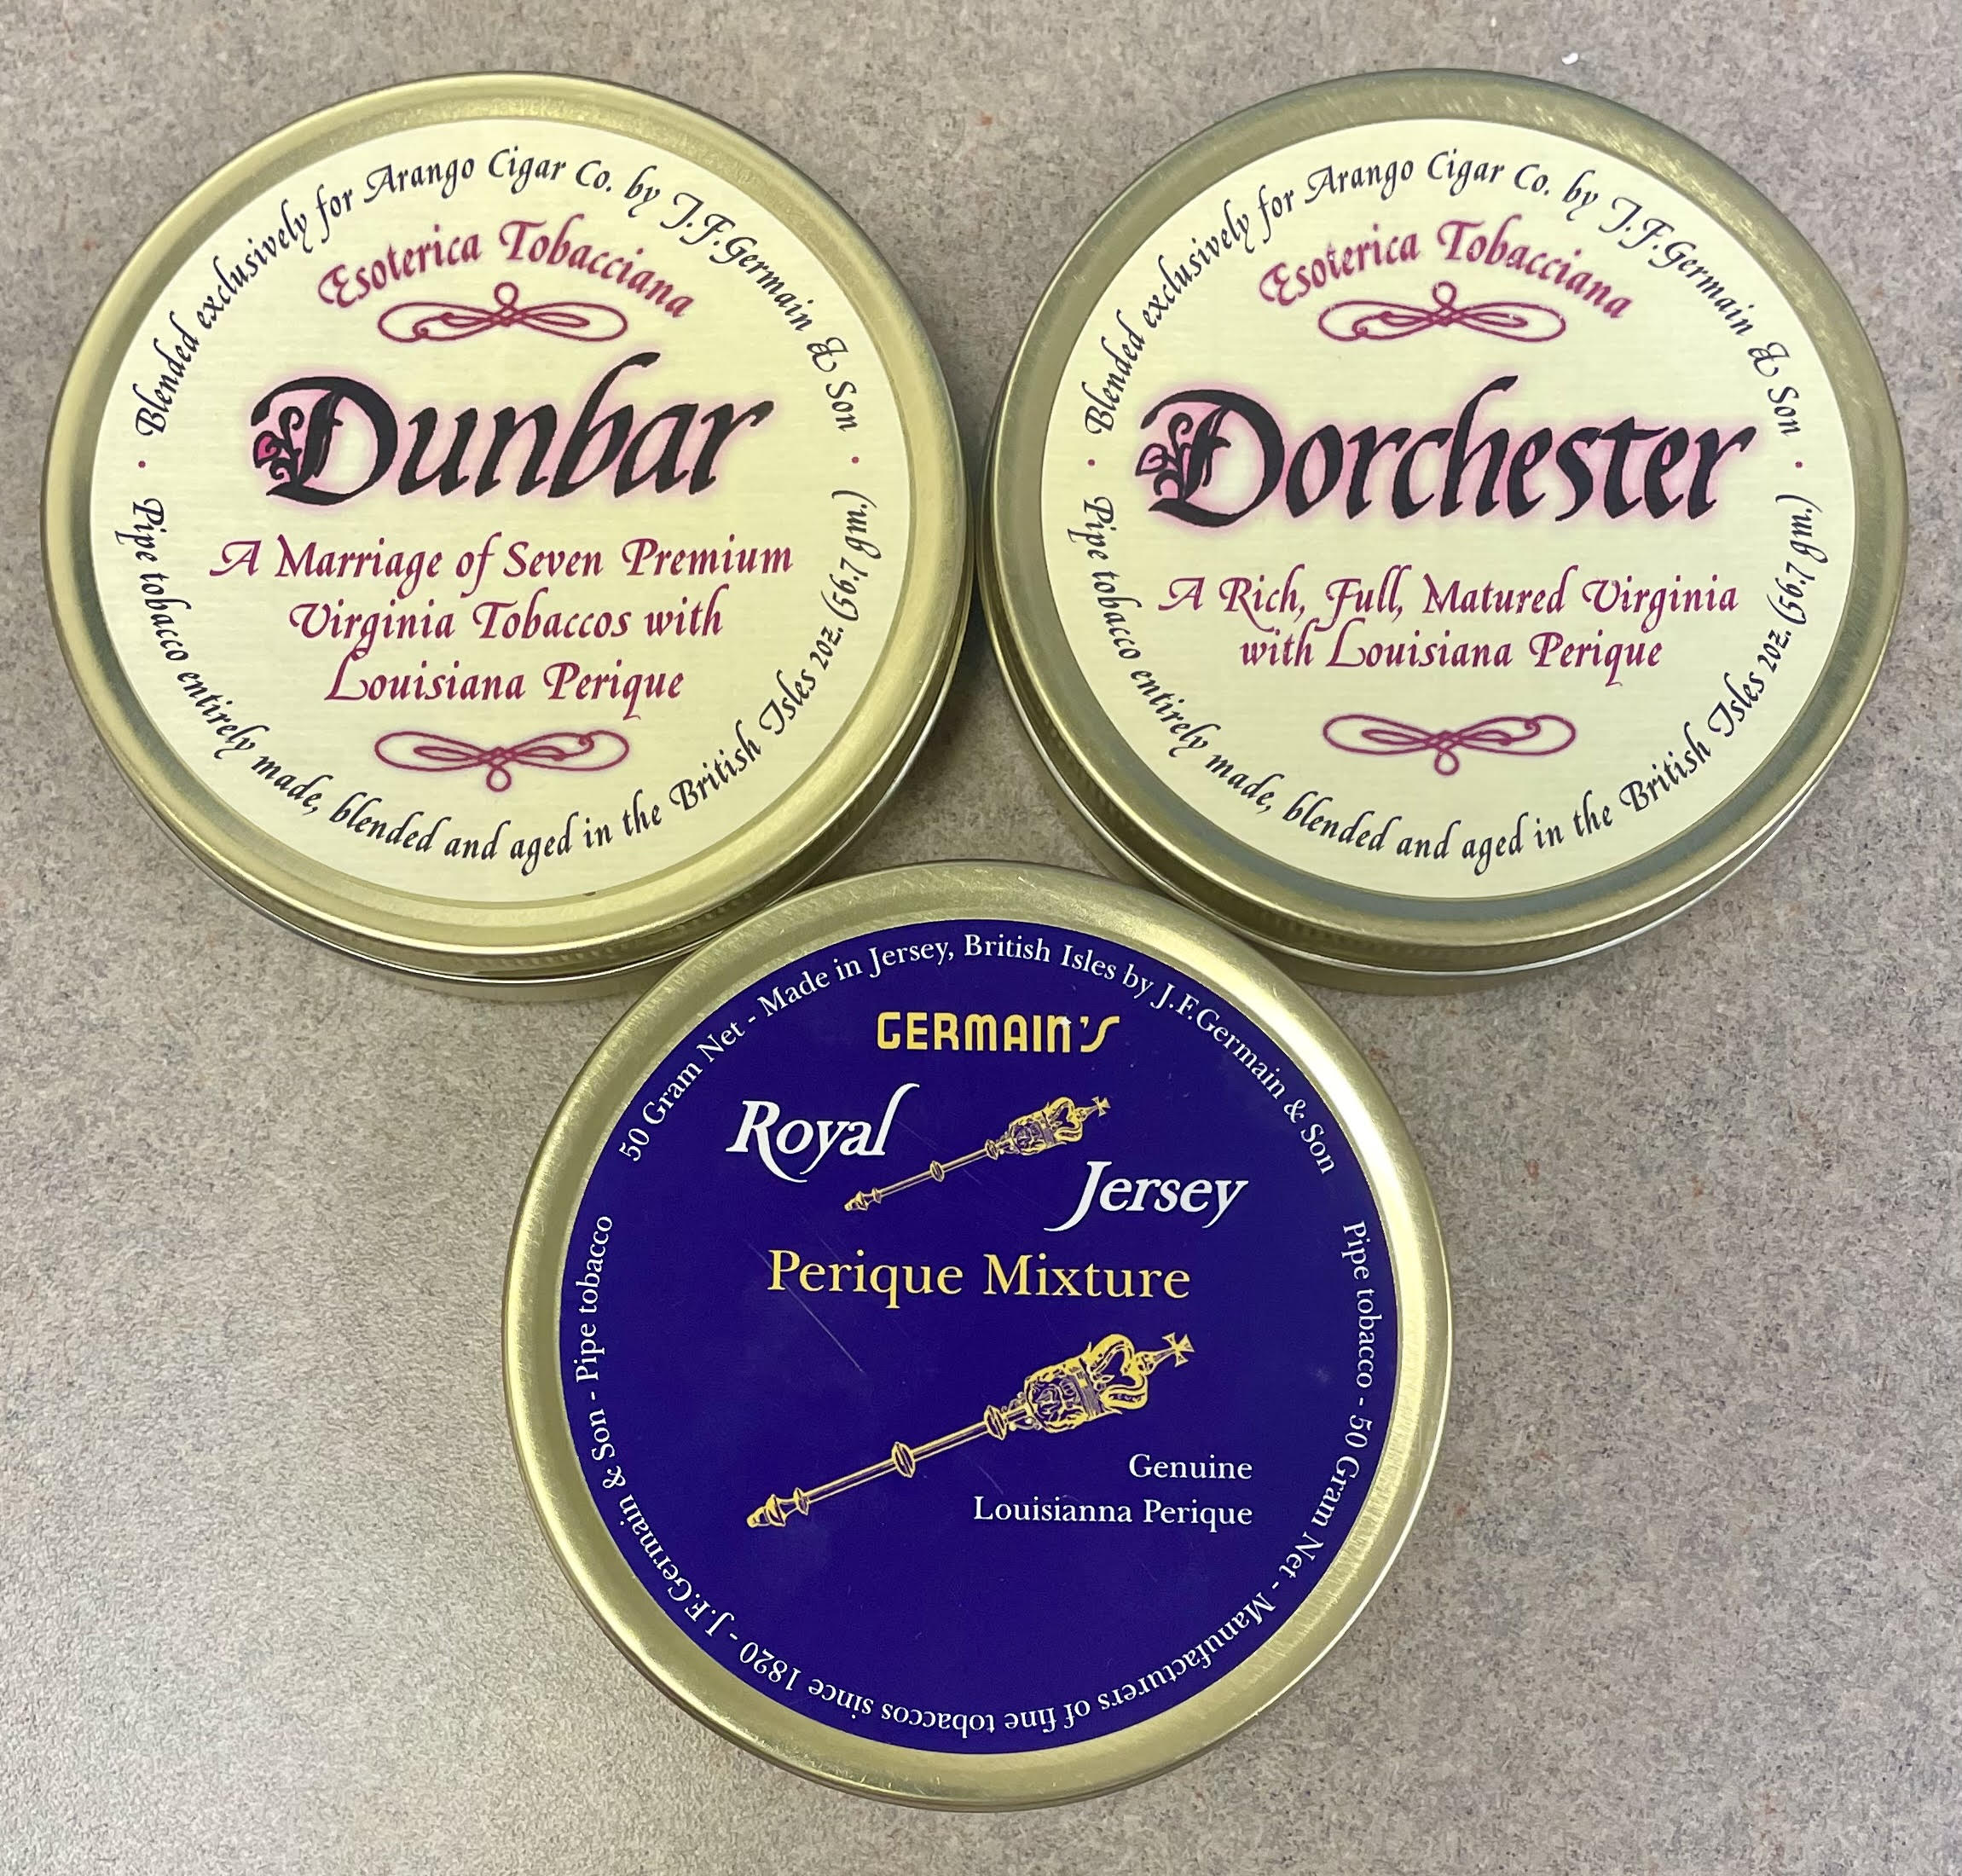 Blended exclusively for Arango Cigar Co. by J.F.Germain & Son
Esoterica Tobacciana
Dunbar
A Marriage of Seven Premium
Virginia Tobaccos with
Louisiana Perique
Pipe tobacco entirely made, blended and aged in the British Isles 2oz. (56.7 gm.)
Blended exclusively for Arango Cigar Co. by J.F.Germain & Son
Esoterica Tobacciana
Dorchester
A Rich, Full, Matured Virginia
with Louisiana Perique
Pipe tobacco entirely made, blended and aged in the British Isles 2oz. (56.7 gm.)
50 Gram Net - Made in Jersey, British Isles by J.F.Germain & Son
GERMAIN'S
Royal
Jersey
Perique Mixture
Genuine
Louisianna Perique
Pipe tobacco - 50 Gram Net - Manufacturers of fine tobaccos since 1820 - J.F.Germain & Son - Pipe tobacco